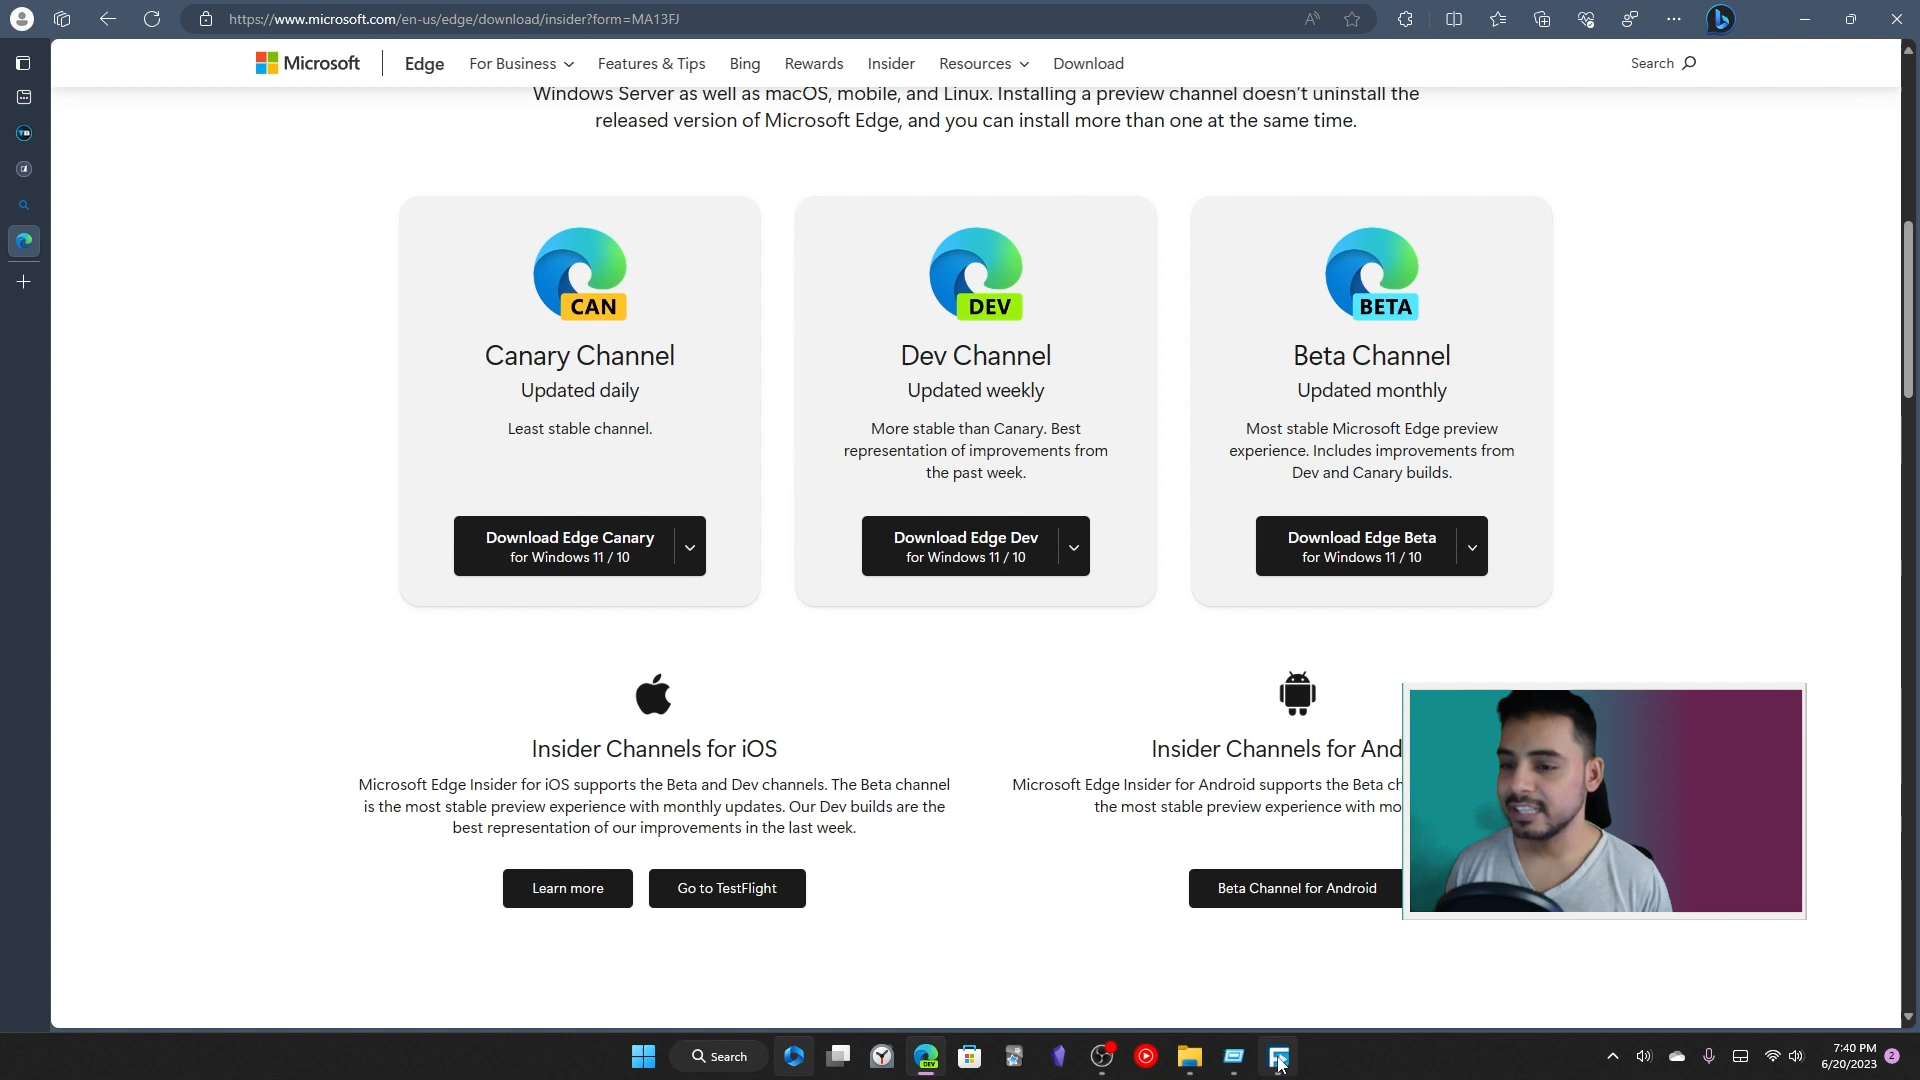 https://www.microsoft.com/en-us/edge/download/insider?form=MA13FJ
Microsoft
Edge
For Business
Features & Tips
Bing
Rewards
Insider
Resources
Download
Search
Windows Server as well as macOS, mobile, and Linux. Installing a preview channel doesn't uninstall the
released version of Microsoft Edge, and you can install more than one at the same time.
CAN
Canary Channel
Updated daily
Least stable channel.
Download Edge Canary
for Windows 11 / 10
DEV
Dev Channel
Updated weekly
More stable than Canary. Best
representation of improvements from
the past week.
Download Edge Dev
for Windows 11 / 10
BETA
Beta Channel
Updated monthly
Most stable Microsoft Edge preview
experience. Includes improvements from
Dev and Canary builds.
Download Edge Beta
for Windows 11 / 10
Insider Channels for iOS
Microsoft Edge Insider for iOS supports the Beta and Dev channels. The Beta channel
is the most stable preview experience with monthly updates. Our Dev builds are the
best representation of our improvements in the last week.
Learn more
Go to TestFlight
Insider Channels for And
Microsoft Edge Insider for Android supports the Beta ch
the most stable preview experience with mo
Beta Channel for Android
Search
DEV
7:40 PM
6/20/2023
2